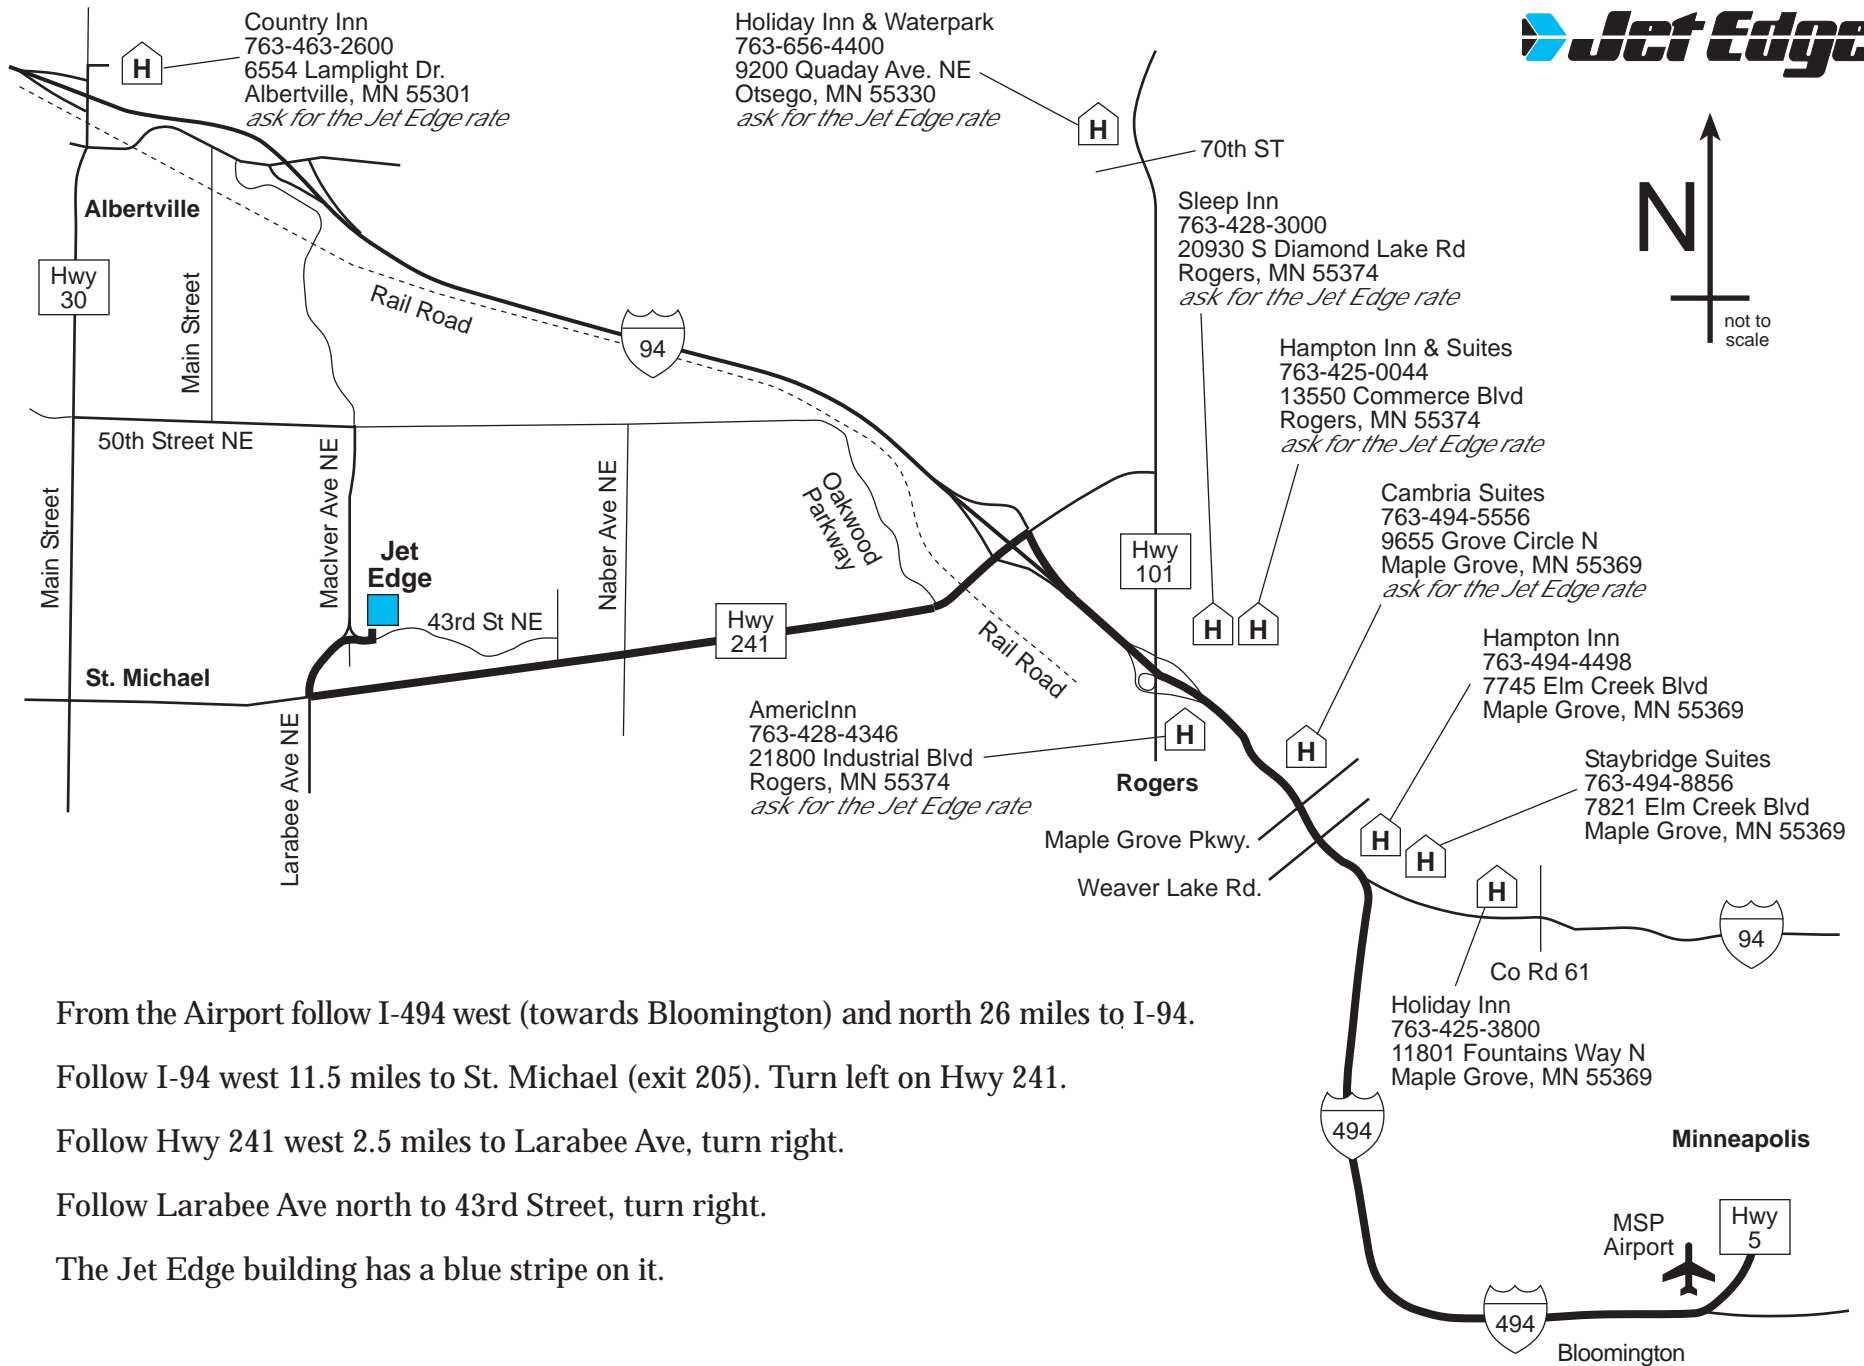 Country Inn
763-463-2600
6554 Lamplight Dr.
Albertville, MN 55301
ask for the Jet Edge rate
H
Holiday Inn & Waterpark
763-656-4400
9200 Quaday Ave. NE
Otsego, MN 55330
ask for the Jet Edge rate
H
Jet Edge
70th ST
N
not to
scale
Sleep Inn
763-428-3000
20930 S Diamond Lake Rd
Rogers, MN 55374
ask for the Jet Edge rate
Albertville
Hwy
30
Main Street
Rail Road
94
Hampton Inn & Suites
763-425-0044
13550 Commerce Blvd
Rogers, MN 55374
ask for the Jet Edge rate
50th Street NE
Main Street
MacIver Ave NE
Naber Ave NE
Oakwood
Parkway
Cambria Suites
763-494-5556
9655 Grove Circle N
Maple Grove, MN 55369
ask for the Jet Edge rate
Jet
Edge
Hwy
101
43rd St NE
Hwy
241
Rail Road
H
H
Hampton Inn
763-494-4498
7745 Elm Creek Blvd
Maple Grove, MN 55369
St. Michael
Larabee Ave NE
AmericInn
763-428-4346
21800 Industrial Blvd
Rogers, MN 55374
ask for the Jet Edge rate
H
H
Rogers
Staybridge Suites
763-494-8856
7821 Elm Creek Blvd
Maple Grove, MN 55369
Maple Grove Pkwy.
H
H
Weaver Lake Rd.
H
94
Co Rd 61
Holiday Inn
763-425-3800
11801 Fountains Way N
Maple Grove, MN 55369
From the Airport follow I-494 west (towards Bloomington) and north 26 miles to I-94.
Follow I-94 west 11.5 miles to St. Michael (exit 205). Turn left on Hwy 241.
Follow Hwy 241 west 2.5 miles to Larabee Ave, turn right.
Follow Larabee Ave north to 43rd Street, turn right.
The Jet Edge building has a blue stripe on it.
494
Minneapolis
MSP
Airport
Hwy
5
494
Bloomington